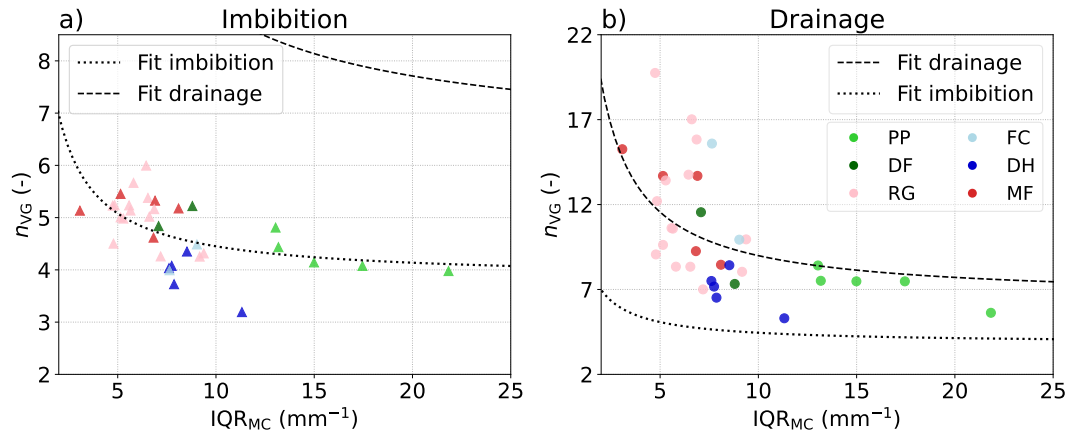 a) Imbibition
Fit imbibition
Fit drainage
8
7
6
5
4
3
2
n_VG (-)
5 10 15 20 25
IQR_MC (mm⁻¹)
b) Drainage
Fit drainage
Fit imbibition
PP FC
DF DH
RG MF
22
17
12
7
2
n_VG (-)
5 10 15 20 25
IQR_MC (mm⁻¹)